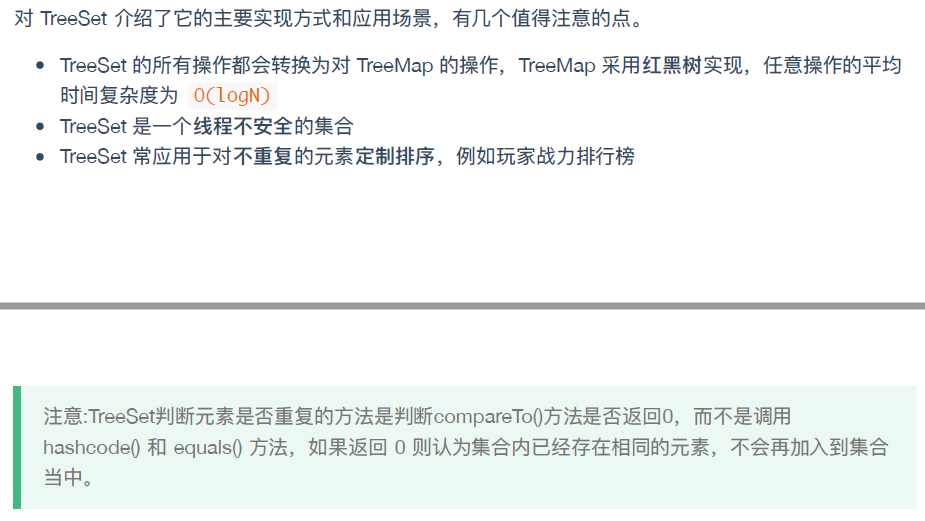 对 TreeSet 介绍了它的主要实现方式和应用场景，有几个值得注意的点。
• TreeSet 的所有操作都会转换为对 TreeMap 的操作，TreeMap 采用红黑树实现，任意操作的平均
时间复杂度为 O(logN)
• TreeSet 是一个线程不安全的集合
• TreeSet 常应用于对不重复的元素定制排序，例如玩家战力排行榜
注意:TreeSet判断元素是否重复的方法是判断compareTo()方法是否返回0，而不是调用
hashcode() 和 equals() 方法，如果返回 0 则认为集合内已经存在相同的元素，不会再加入到集合
当中。